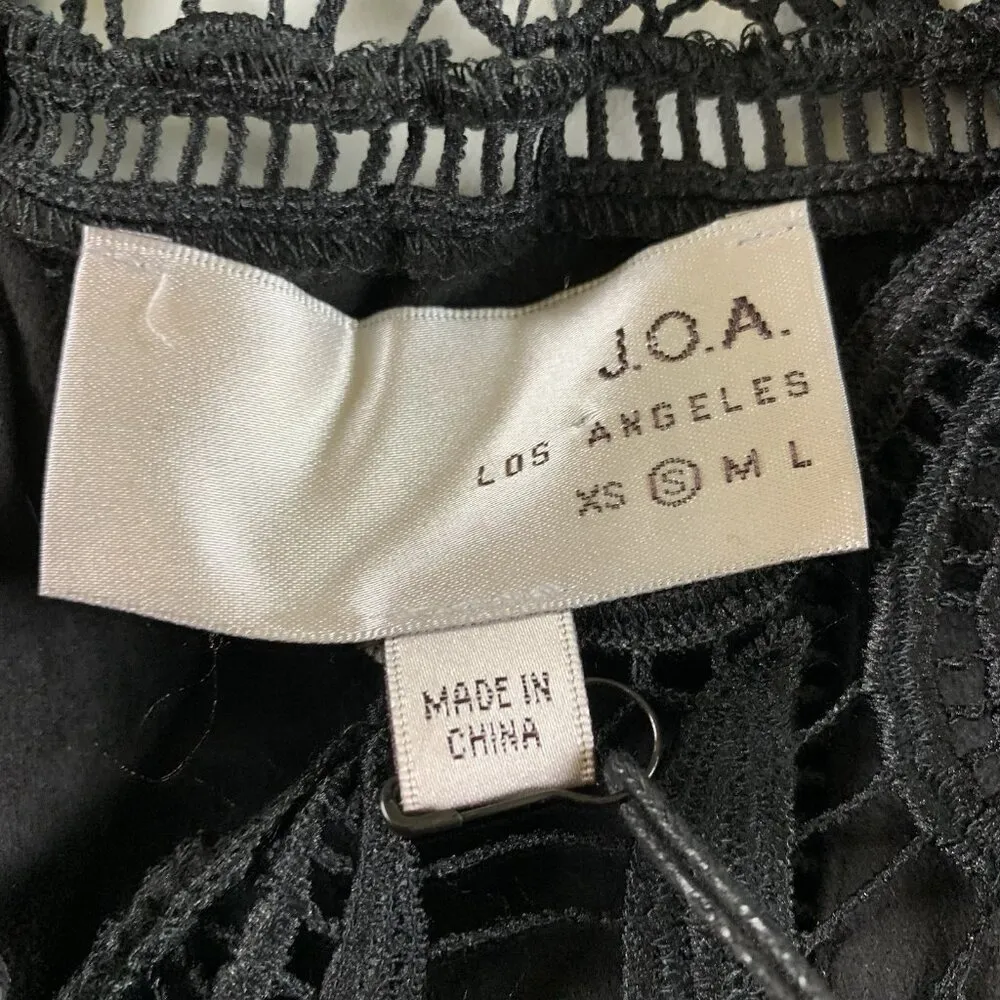 J.O.A.
LOS ANGELES
XS S M L
MADE IN
CHINA